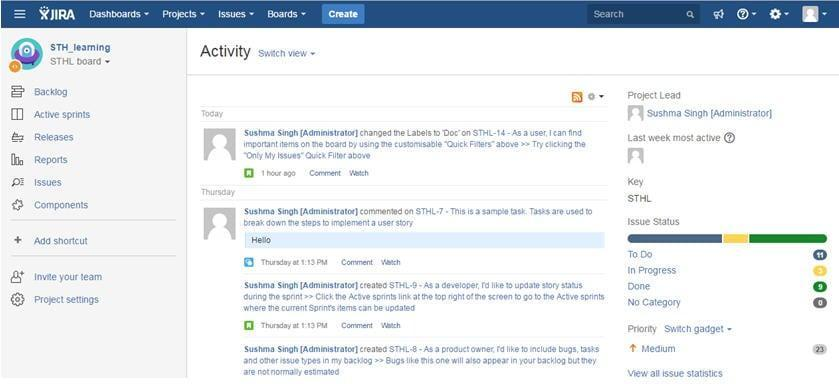 JIRA Dashboards Projects Issues Boards Create Search
STH_learning
STHL board
Backlog
Active sprints
Releases
Reports
Issues
Components
Add shortcut
Invite your team
Project settings
Activity Switch view
Today
Sushma Singh [Administrator] changed the Labels to 'Doc' on STHL-14 - As a user, I can find
important items on the board by using the customisable "Quick Filters" above >> Try clicking the
"Only My Issues" Quick Filter above
1 hour ago Comment Watch
Thursday
Sushma Singh [Administrator] commented on STHL-7 - This is a sample task. Tasks are used to
break down the steps to implement a user story
Hello
Thursday at 1:13 PM Comment Watch
Sushma Singh [Administrator] created STHL-9 - As a developer, I'd like to update story status
during the sprint >> Click the Active sprints link at the top right of the screen to go to the Active sprints
where the current Sprint's items can be updated
Thursday at 1:13 PM Comment Watch
Sushma Singh [Administrator] created STHL-8 - As a product owner, I'd like to include bugs, tasks
and other issue types in my backlog >> Bugs like this one will also appear in your backlog but they
are not normally estimated
Project Lead
Sushma Singh [Administrator]
Last week most active ?
Key
STHL
Issue Status
To Do 11
In Progress 3
Done 9
No Category 0
Priority Switch gadget
Medium 23
View all issue statistics